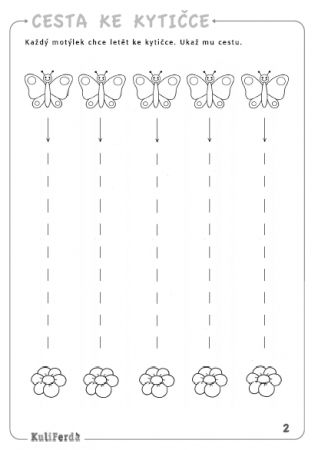 CESTA KE KYTIČCE
Každý motýlek chce letět ke kytičce. Ukaž mu cestu.
2
KuliFerda